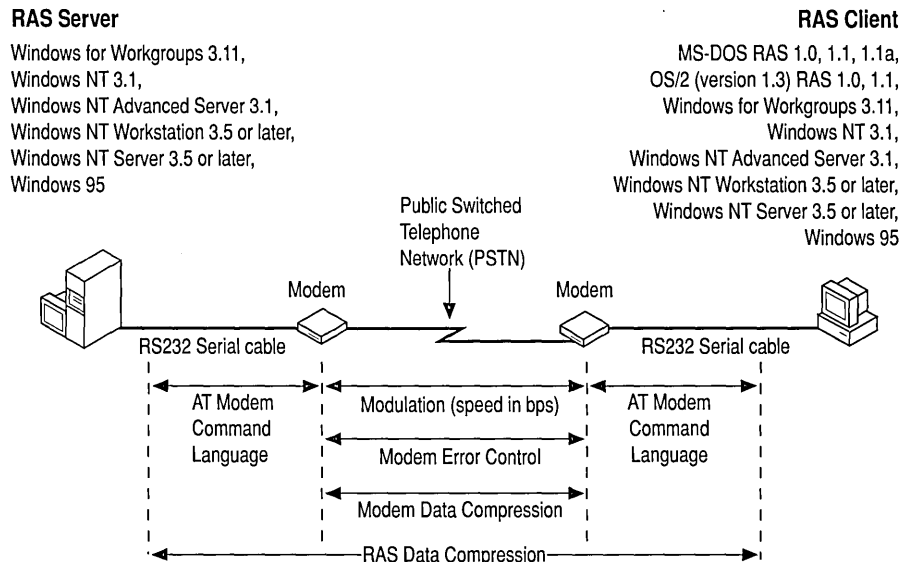 RAS Server
Windows for Workgroups 3.11,
Windows NT 3.1,
Windows NT Advanced Server 3.1,
Windows NT Workstation 3.5 or later,
Windows NT Server 3.5 or later,
Windows 95
RAS Client
MS-DOS RAS 1.0, 1.1, 1.1a,
OS/2 (version 1.3) RAS 1.0, 1.1,
Windows for Workgroups 3.11,
Windows NT 3.1,
Windows NT Advanced Server 3.1,
Windows NT Workstation 3.5 or later,
Windows NT Server 3.5 or later,
Windows 95
Public Switched
Telephone
Network (PSTN)
Modem
Modem
RS232 Serial cable
RS232 Serial cable
AT Modem
Command
Language
Modulation (speed in bps)
AT Modem
Command
Language
Modem Error Control
Modem Data Compression
RAS Data Compression